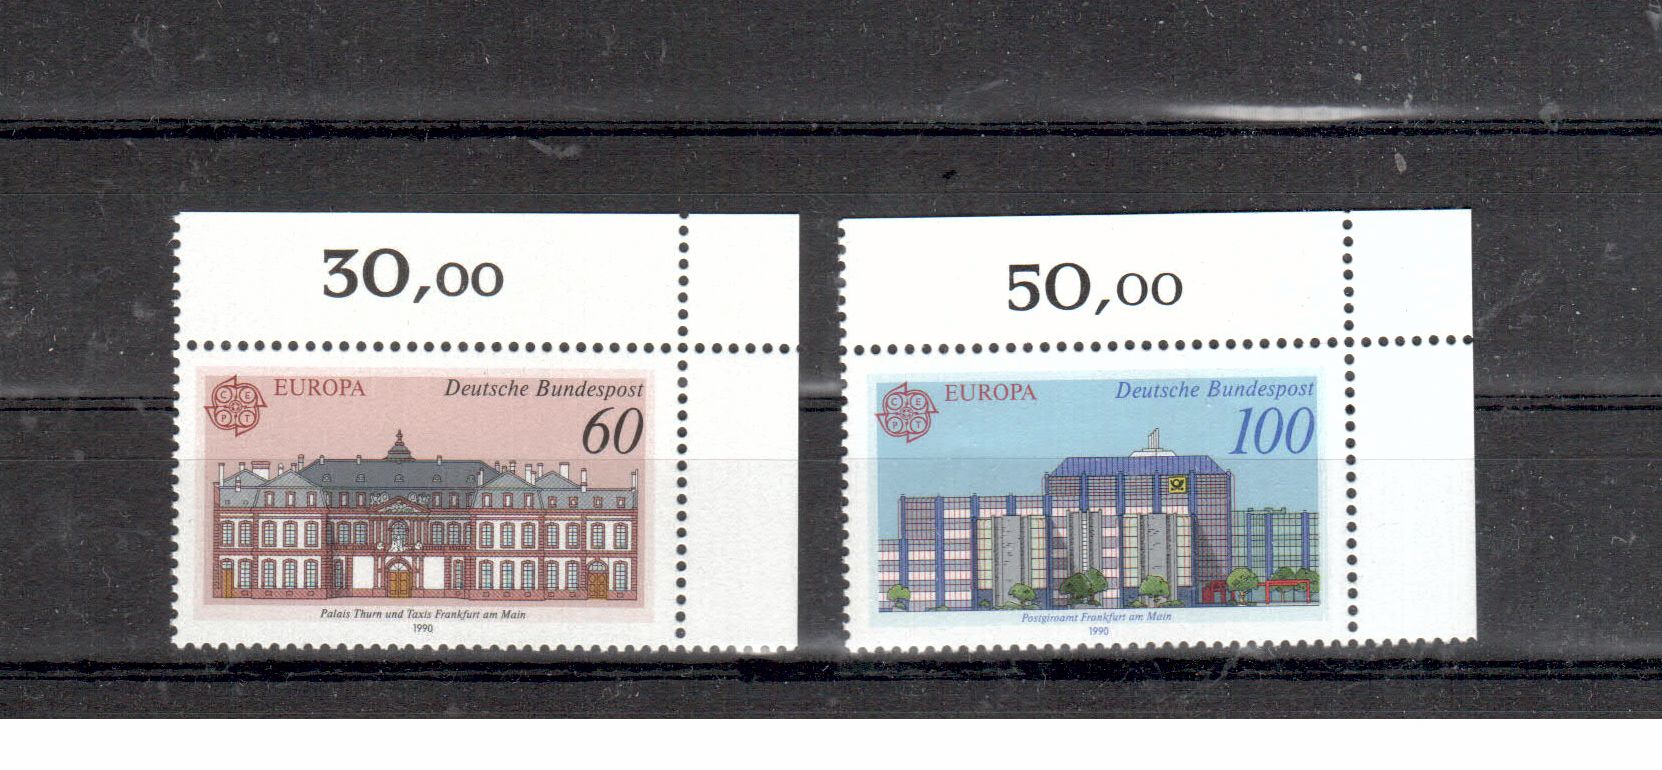 30,00
EUROPA
Deutsche Bundespost
60
C E
P T
Palais Thurn und Taxis Frankfurt am Main
1990
50,00
EUROPA
Deutsche Bundespost
100
C E
P T
Postgiroamt Frankfurt am Main
1990